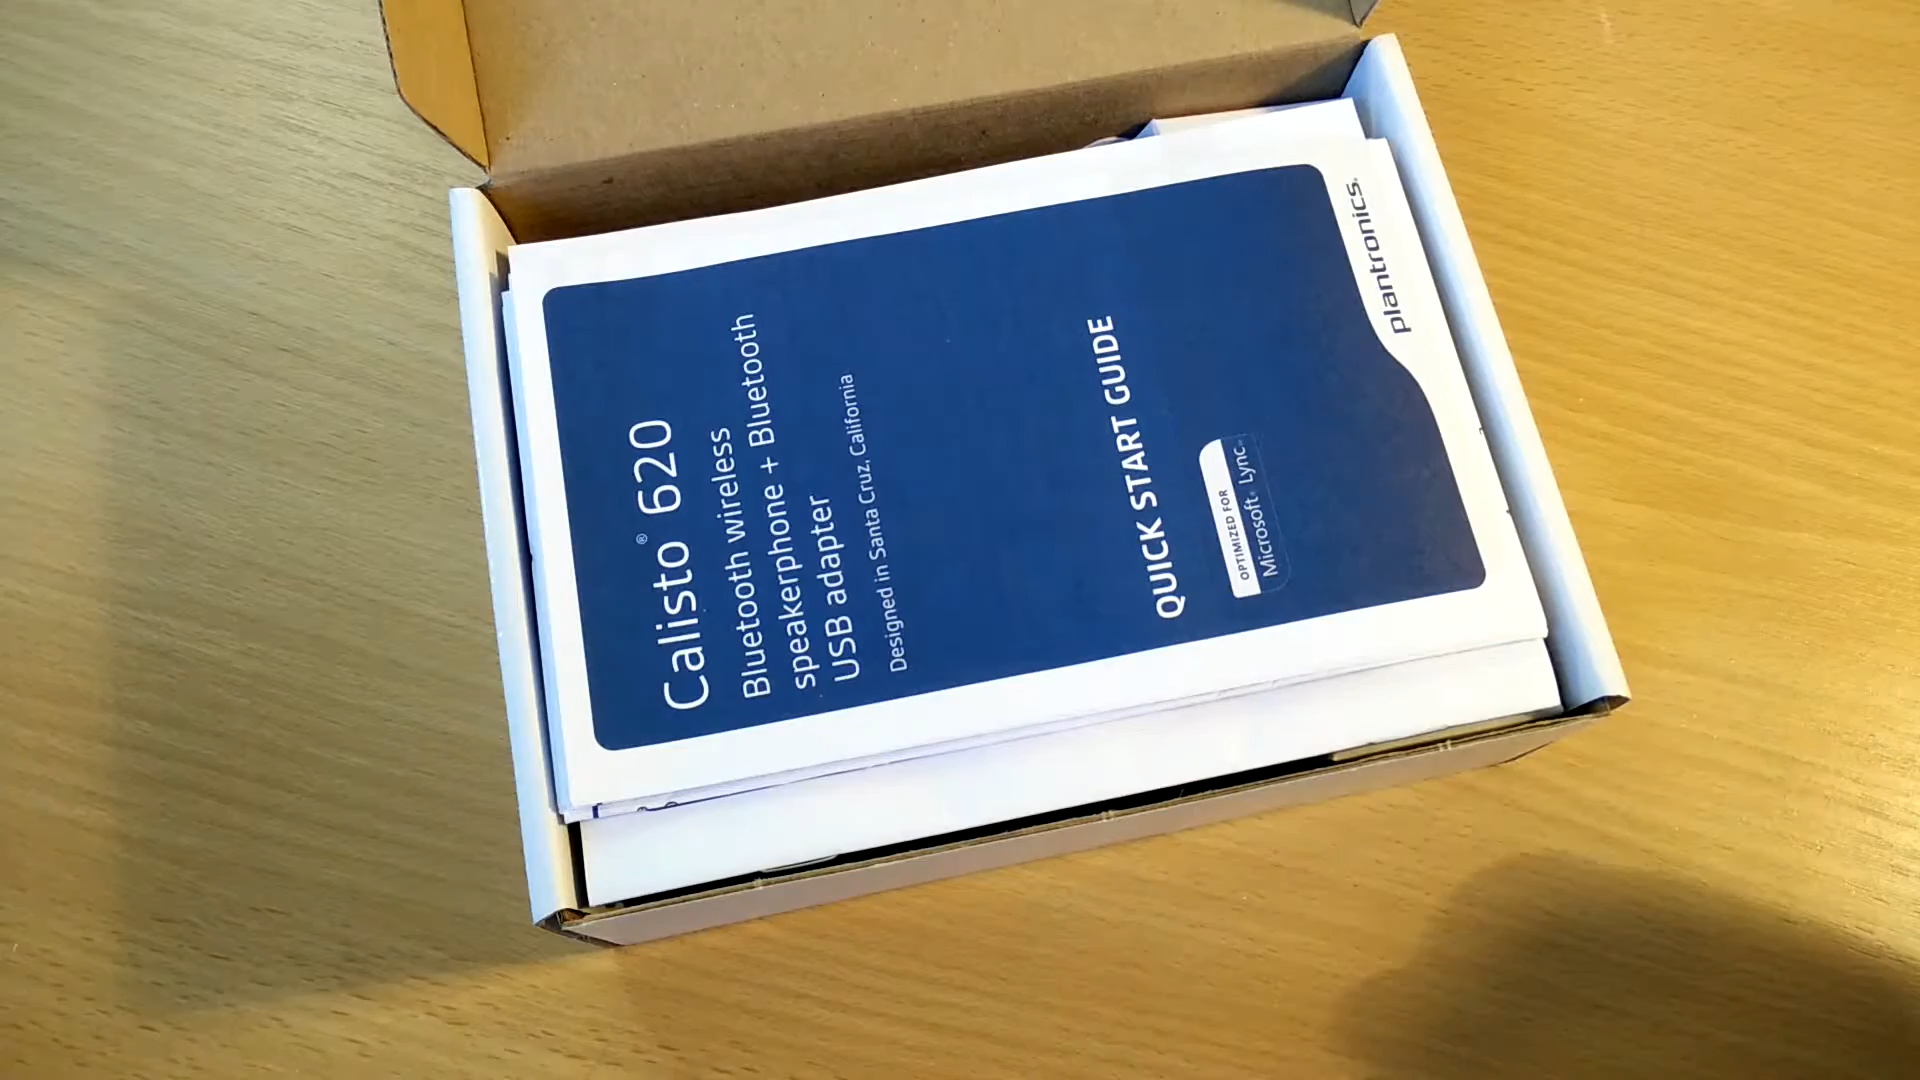 Calisto® 620
Bluetooth wireless
speakerphone + Bluetooth
USB adapter
Designed in Santa Cruz, California
QUICK START GUIDE
OPTIMIZED FOR
Microsoft® Lync™
plantronics®